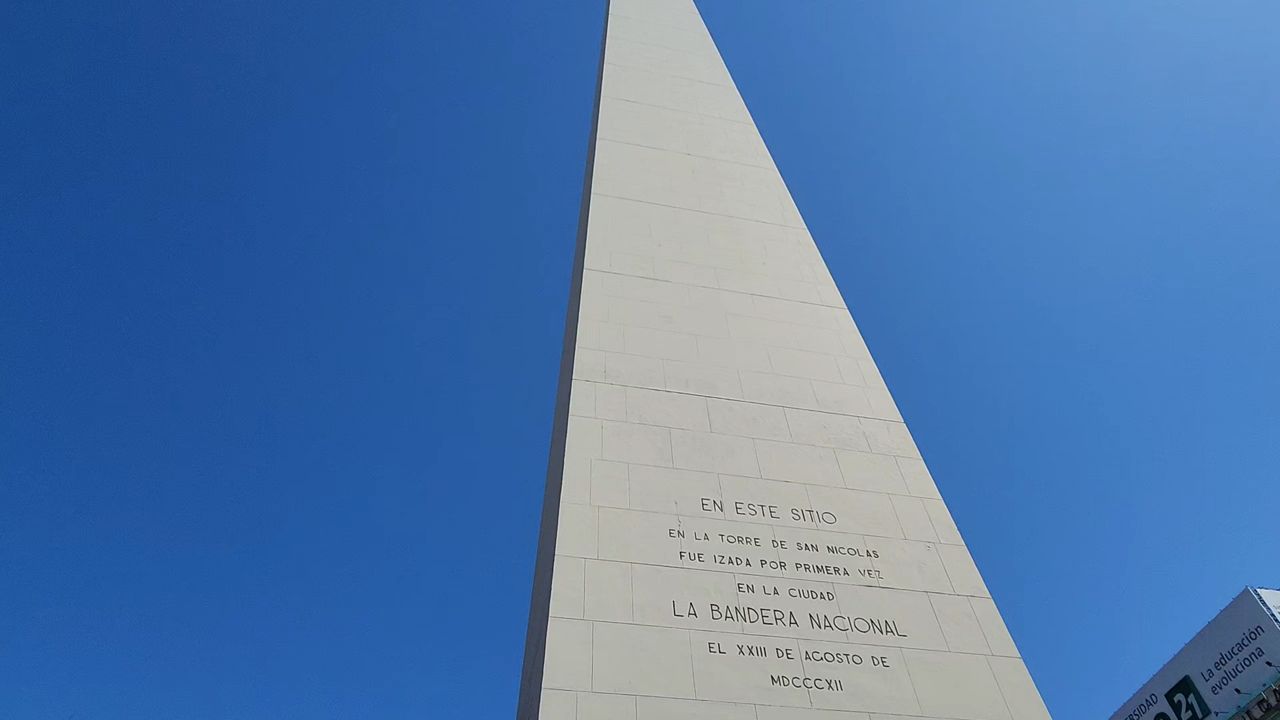 EN ESTE SITIO
EN LA TORRE DE SAN NICOLAS
FUE IZADA POR PRIMERA VEZ
EN LA CIUDAD
LA BANDERA NACIONAL
EL XXIII DE AGOSTO DE
MDCCCXII
21
La educación
evoluciona